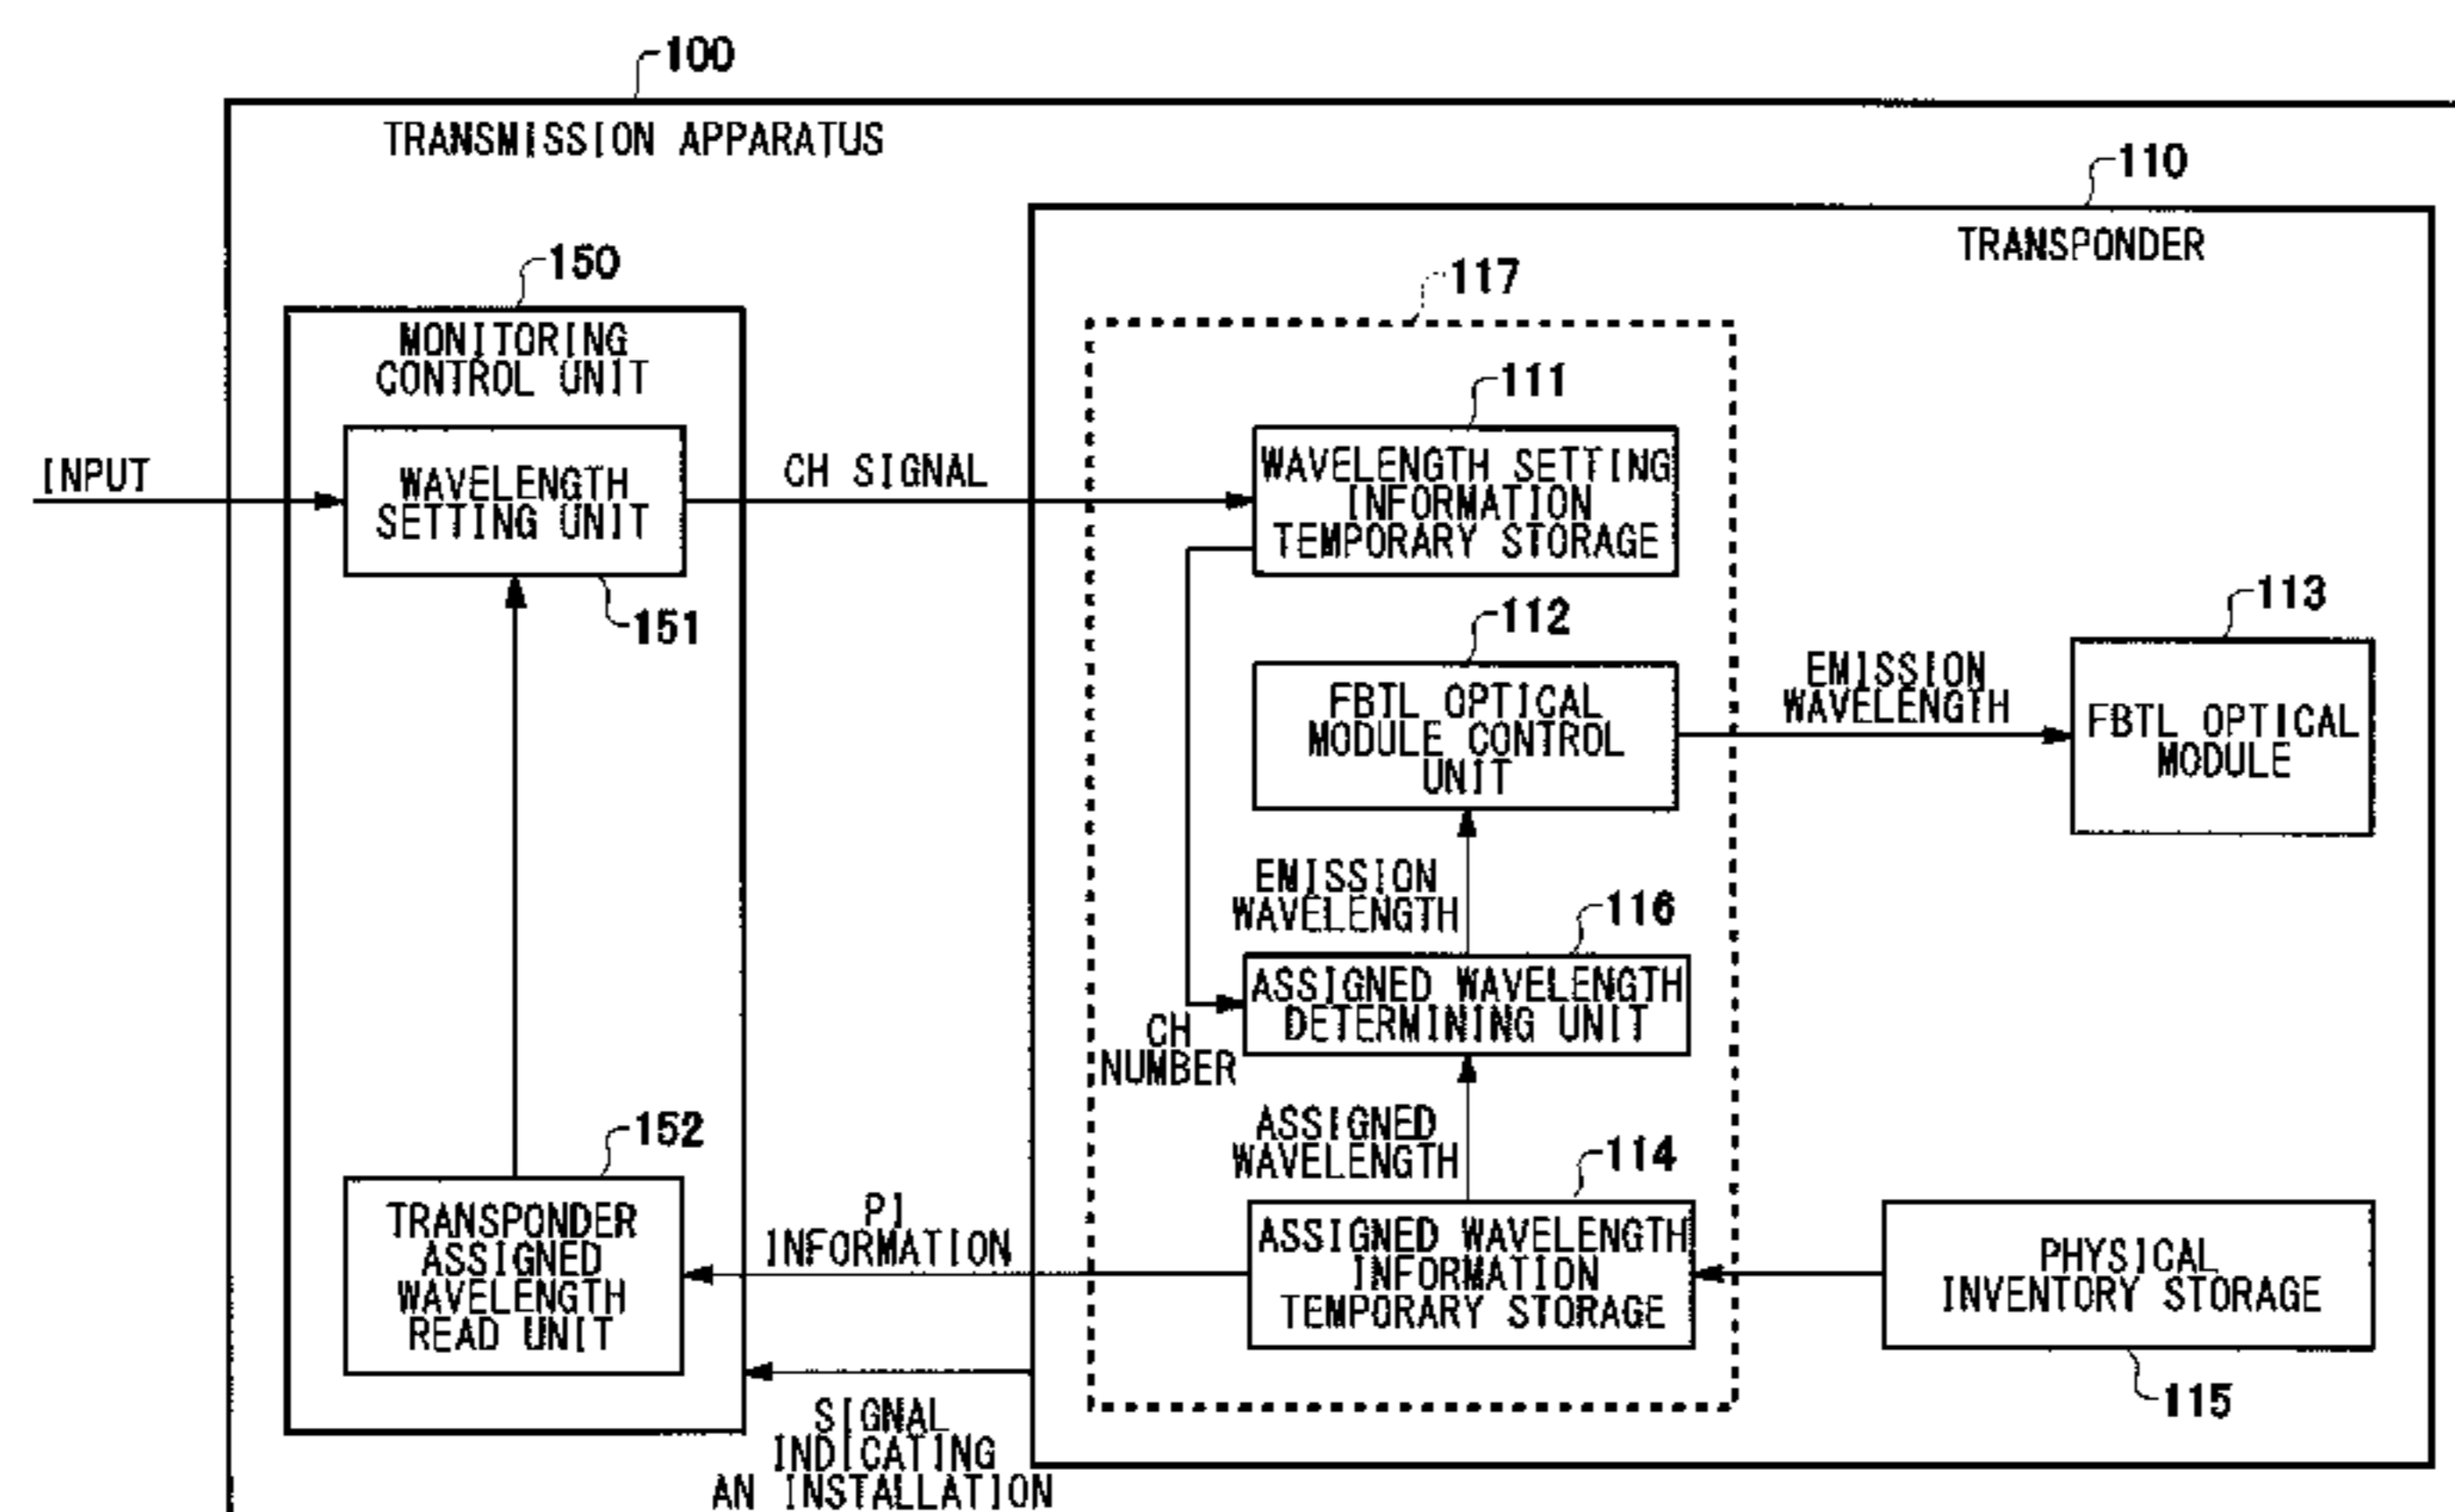 100
TRANSMISSION APPARATUS
110
TRANSPONDER
150
MONITORING
CONTROL UNIT
117
111
INPUT
WAVELENGTH
SETTING UNIT
CH SIGNAL
WAVELENGTH SETTING
INFORMATION
TEMPORARY STORAGE
151
112
113
FBTL OPTICAL
MODULE CONTROL
UNIT
EMISSION
WAVELENGTH
FBTL OPTICAL
MODULE
EMISSION
WAVELENGTH
116
ASSIGNED WAVELENGTH
DETERMINING UNIT
CH
NUMBER
152
ASSIGNED
WAVELENGTH
114
TRANSPONDER
ASSIGNED
WAVELENGTH
READ UNIT
PI
INFORMATION
ASSIGNED WAVELENGTH
INFORMATION
TEMPORARY STORAGE
PHYSICAL
INVENTORY STORAGE
115
SIGNAL
INDICATING
AN INSTALLATION